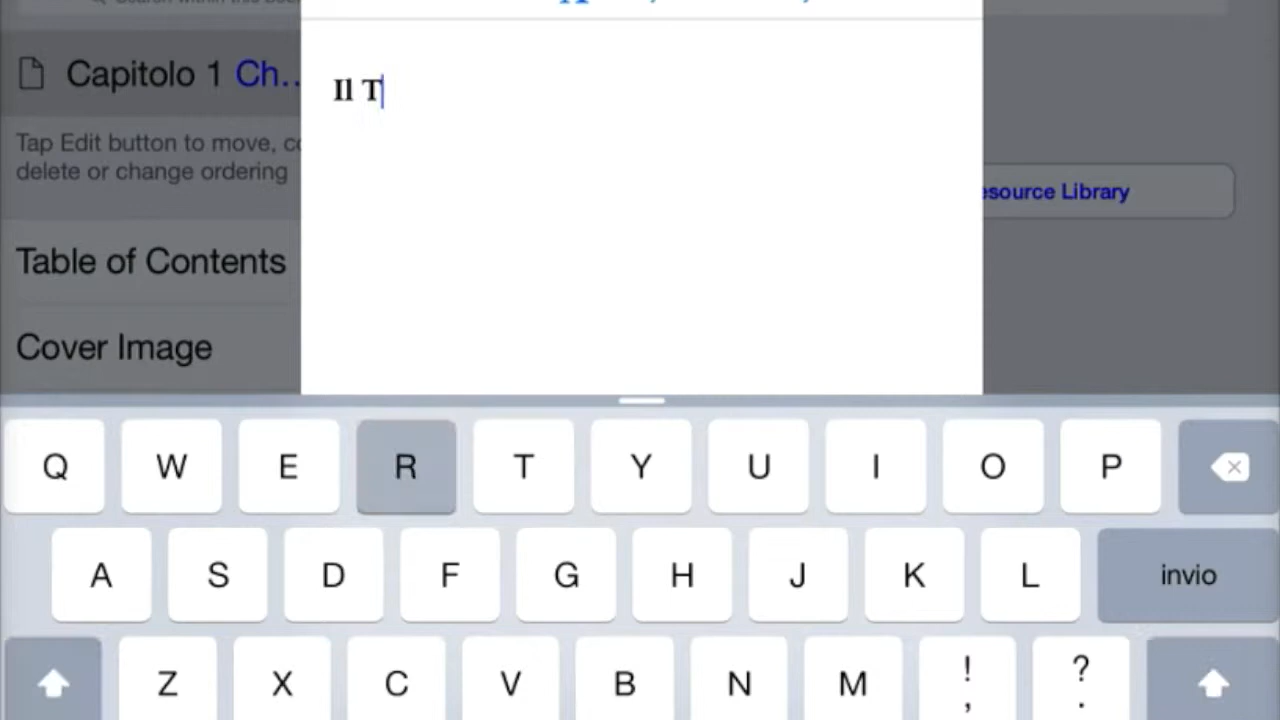 Capitolo 1 Ch..
Il T
Tap Edit button to move, co
delete or change ordering
esource Library
Table of Contents
Cover Image
Q W E R T Y U I O P
A S D F G H J K L invio
Z X C V B N M ! , ? .